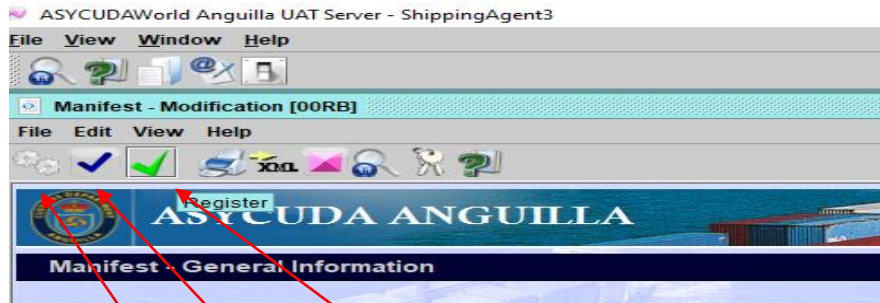 ASYCUDAWorld Anguilla UAT Server - ShippingAgent3
File View Window Help
Manifest - Modification [00RB]
File Edit View Help
XML
Register
ASYCUDA ANGUILLA
Manifest - General Information